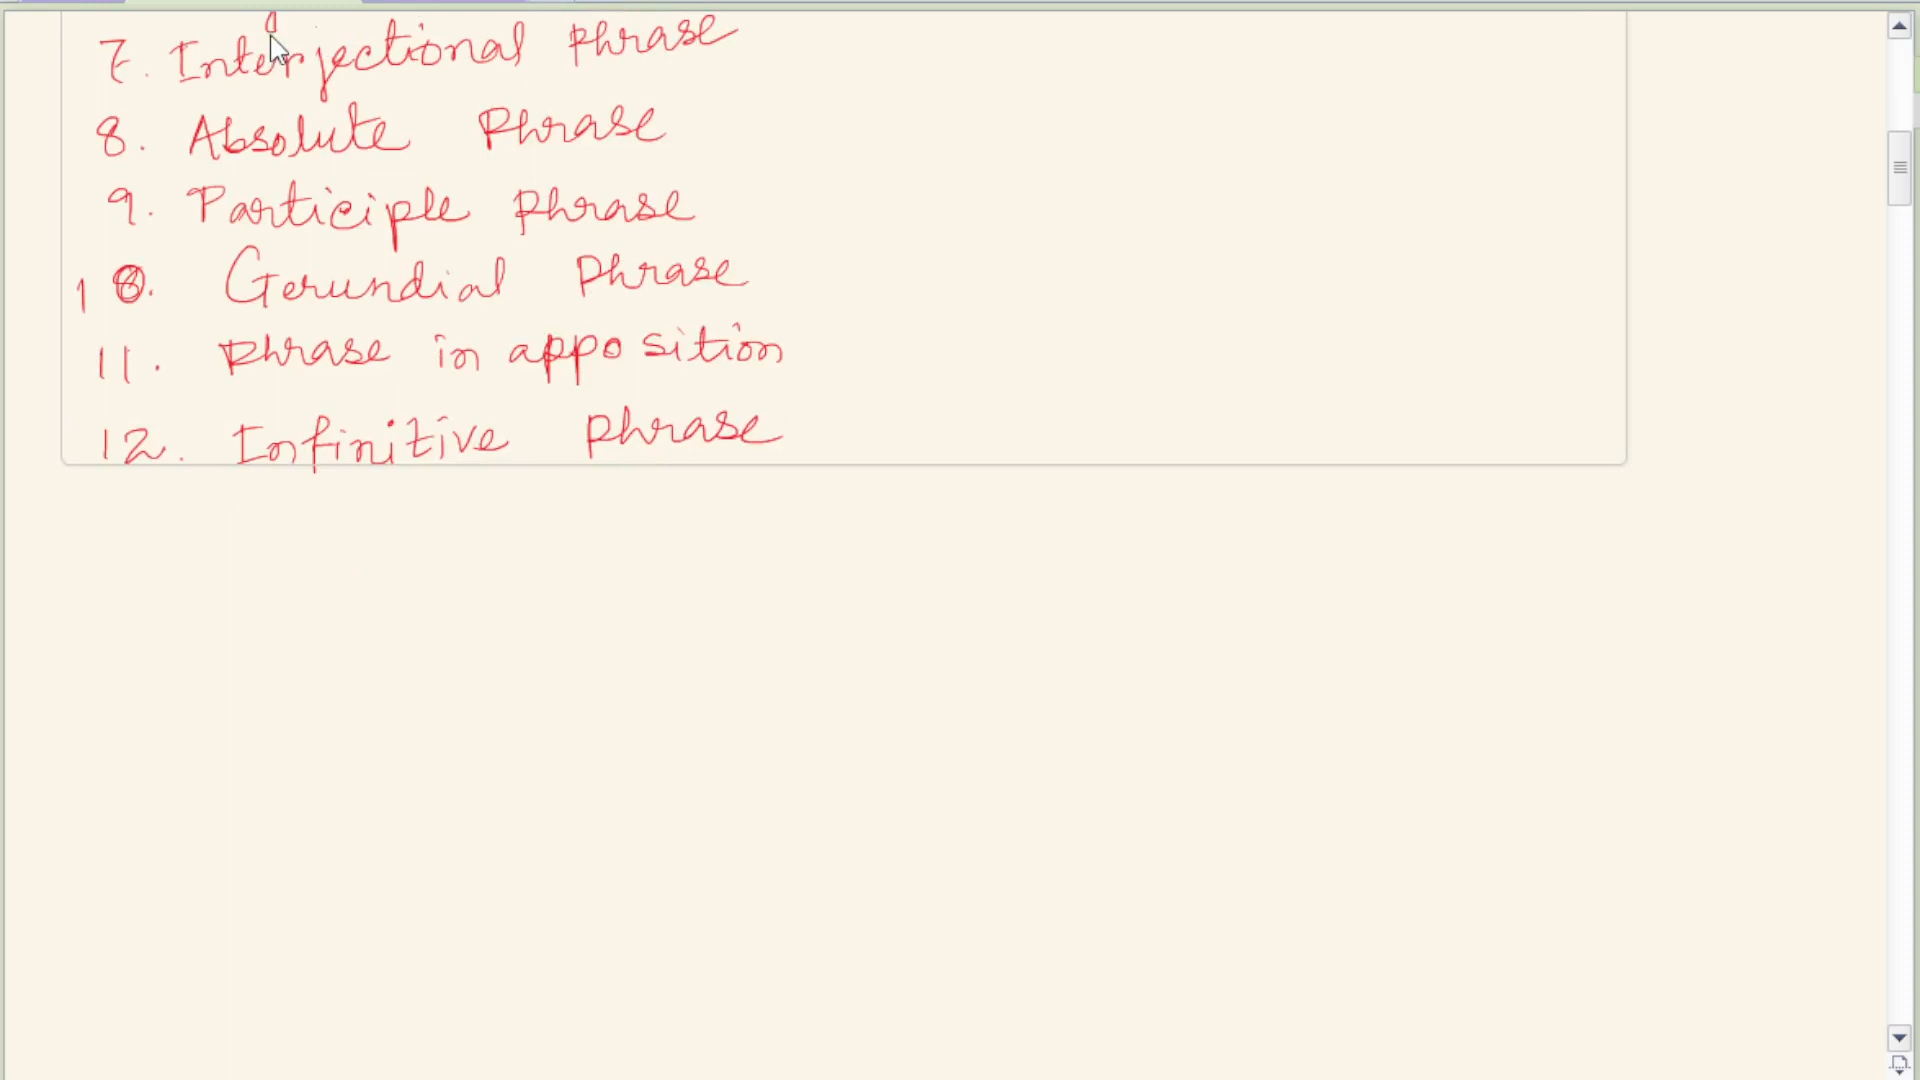 7. Interjectional phrase
8. Absolute Phrase
9. Participle phrase
10. Gerundial Phrase
11. Phrase in apposition
12. Infinitive phrase